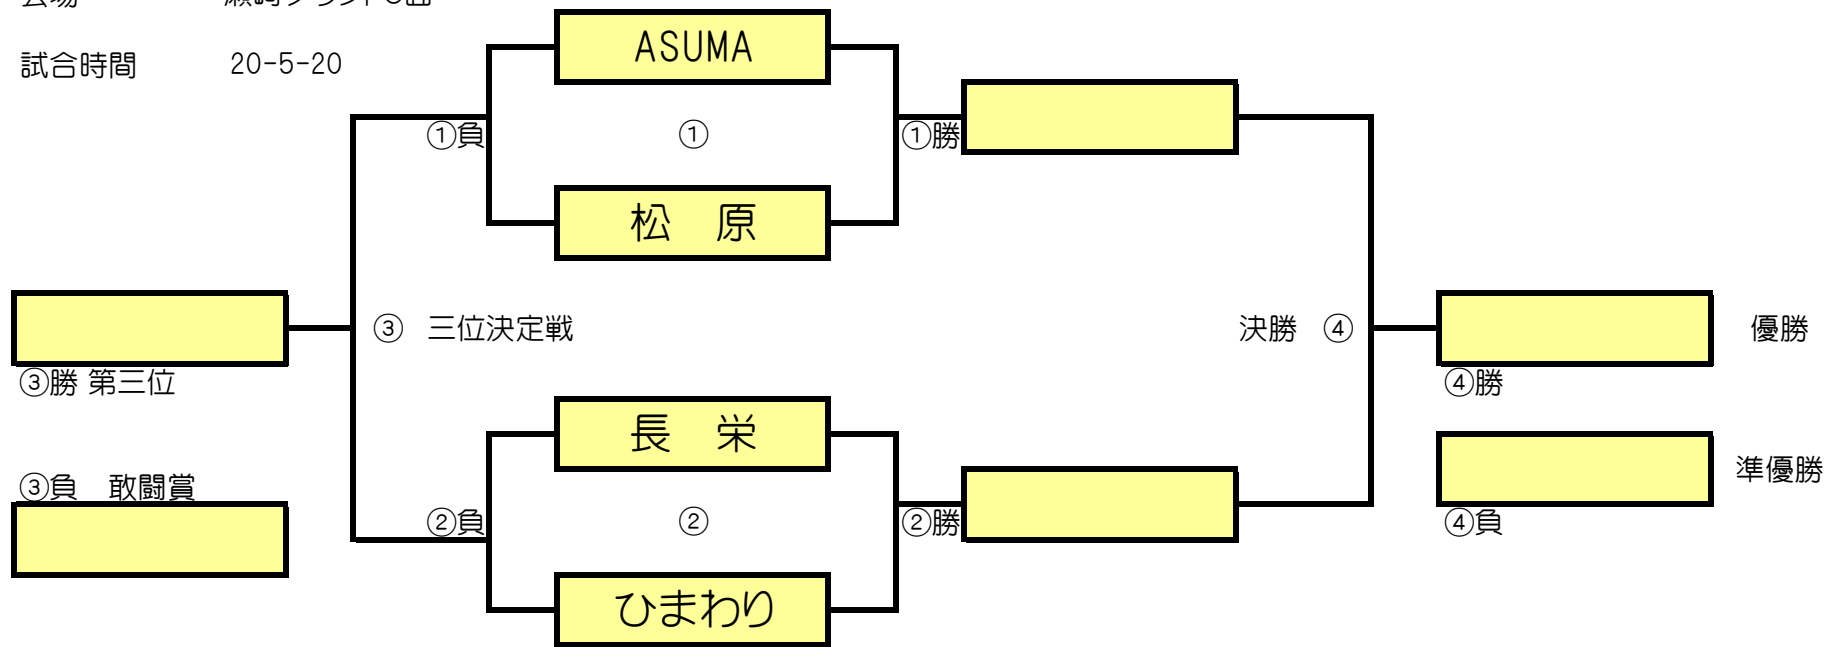 試合時間 20-5-20
ASUMA
①負 ① ①勝
松 原
③ 三位決定戦
決勝 ④
優勝
③勝 第三位
④勝
長 栄
準優勝
③負 敢闘賞
②負 ② ②勝
④負
ひまわり